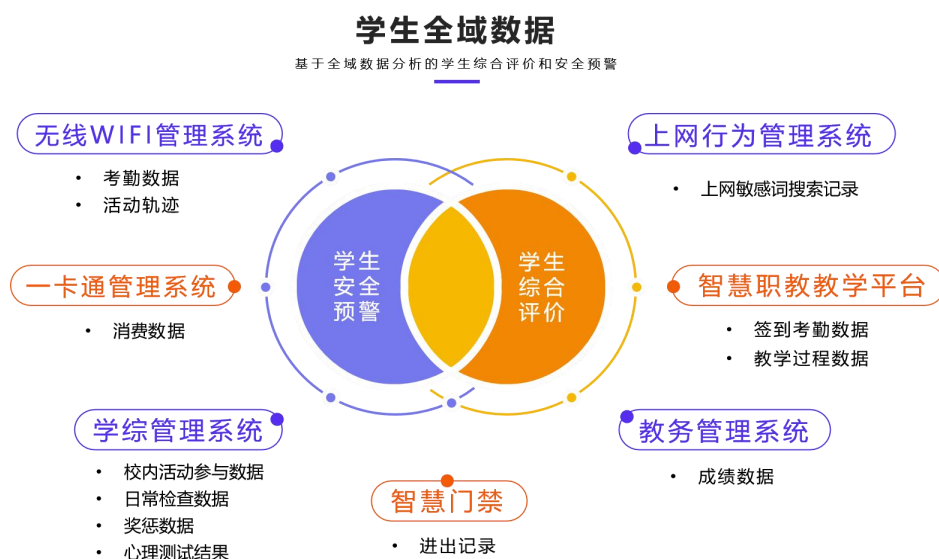 学生全域数据
基于全域数据分析的学生综合评价和安全预警
无线WIFI管理系统
• 考勤数据
• 活动轨迹
上网行为管理系统
• 上网敏感词搜索记录
一卡通管理系统
• 消费数据
学生
安全
预警
学生
综合
评价
智慧职教教学平台
• 签到考勤数据
• 教学过程数据
学综管理系统
• 校内活动参与数据
• 日常检查数据
• 奖惩数据
• 心理测试结果
智慧门禁
• 进出记录
教务管理系统
• 成绩数据